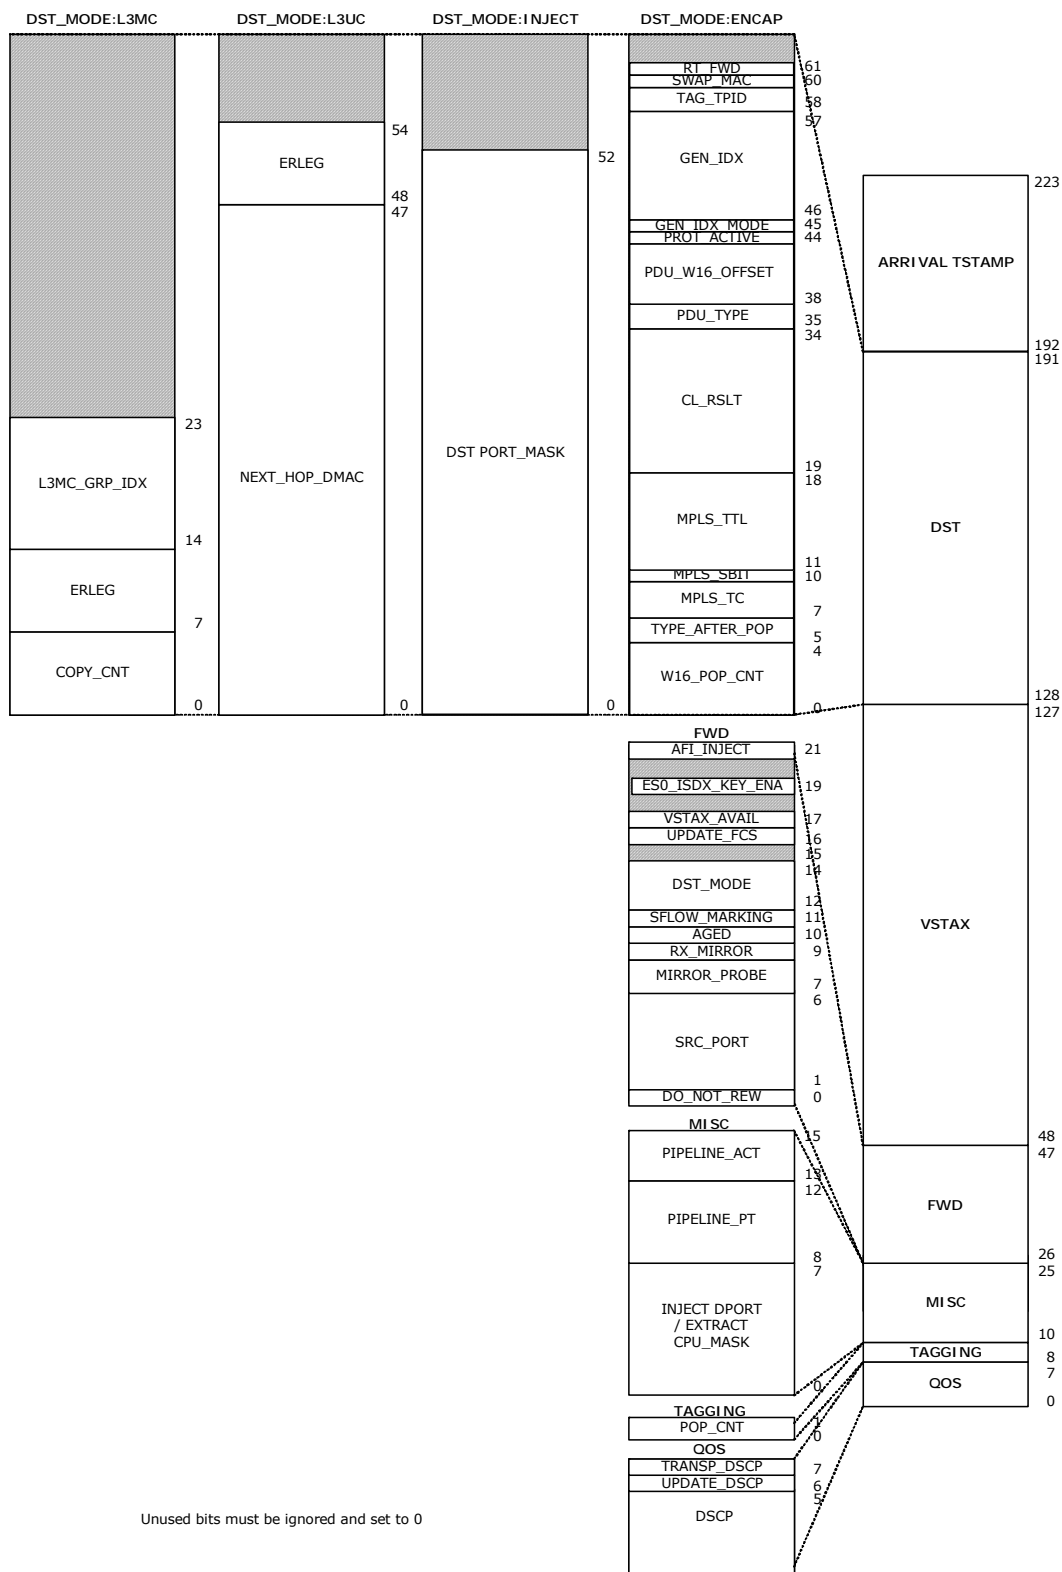 DST_MODE:L3MC
DST_MODE:L3UC
DST_MODE:INJECT
DST_MODE:ENCAP
23
L3MC_GRP_IDX
14
ERLEG
7
COPY_CNT
0
54
ERLEG
48
47
NEXT_HOP_DMAC
0
52
DST PORT_MASK
0
RT_FWD
61
SWAP_MAC
60
TAG_TPID
58
57
GEN_IDX
46
GEN_IDX_MODE
45
PROT_ACTIVE
44
PDU_W16_OFFSET
38
PDU_TYPE
35
34
CL_RSLT
19
18
MPLS_TTL
11
MPLS_SBIT
10
MPLS_TC
7
TYPE_AFTER_POP
5
4
W16_POP_CNT
0
FWD
AFI_INJECT
21
ES0_ISDX_KEY_ENA
19
VSTAX_AVAIL
17
UPDATE_FCS
16
15
14
DST_MODE
12
SFLOW_MARKING
11
AGED
10
RX_MIRROR
9
MIRROR_PROBE
7
6
SRC_PORT
1
DO_NOT_REW
0
MISC
15
PIPELINE_ACT
13
12
PIPELINE_PT
8
7
INJECT DPORT
/ EXTRACT
CPU_MASK
0
TAGGING
POP_CNT
1
0
QOS
TRANSP_DSCP
7
UPDATE_DSCP
6
5
DSCP
223
ARRIVAL TSTAMP
192
191
DST
128
127
VSTAX
48
47
FWD
26
25
MISC
10
TAGGING
8
7
QOS
0
Unused bits must be ignored and set to 0